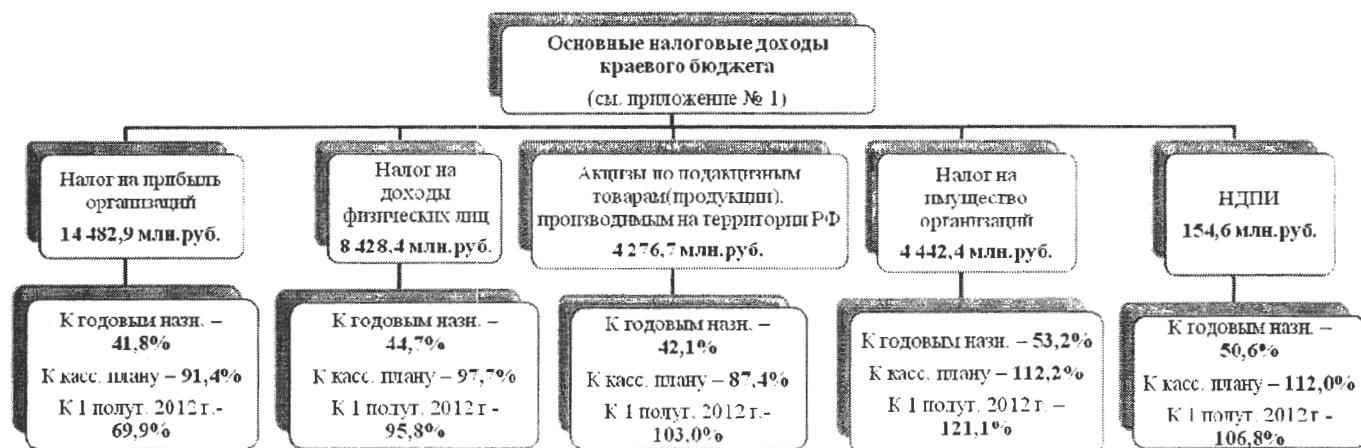 Основные налоговые доходы
краевого бюджета
(см. приложение № 1)
Налог на прибыль
организаций
14 482,9 млн.руб.
Налог на
доходы
физических лиц
8 428,4 млн.руб.
Акцизы по подакцизным
товарам(продукции),
производимым на территории РФ
4 276,7 млн.руб.
Налог на
имущество
организаций
4 442,4 млн.руб.
НДПИ
154,6 млн.руб.
К годовым назн. –
41,8%
К касс. плану – 91,4%
К 1 полуг. 2012 г.-
69,9%
К годовым назн. –
44,7%
К касс. плану – 97,7%
К 1 полуг. 2012 г -
95,8%
К годовым назн. –
42,1%
К касс. плану – 87,4%
К 1 полуг. 2012 г.-
103,0%
К годовым назн. – 53,2%
К касс. плану – 112,2%
К 1 полуг. 2012 г. –
121,1%
К годовым назн. –
50,6%
К касс. плану – 112,0%
К 1 полуг. 2012 г -
106,8%